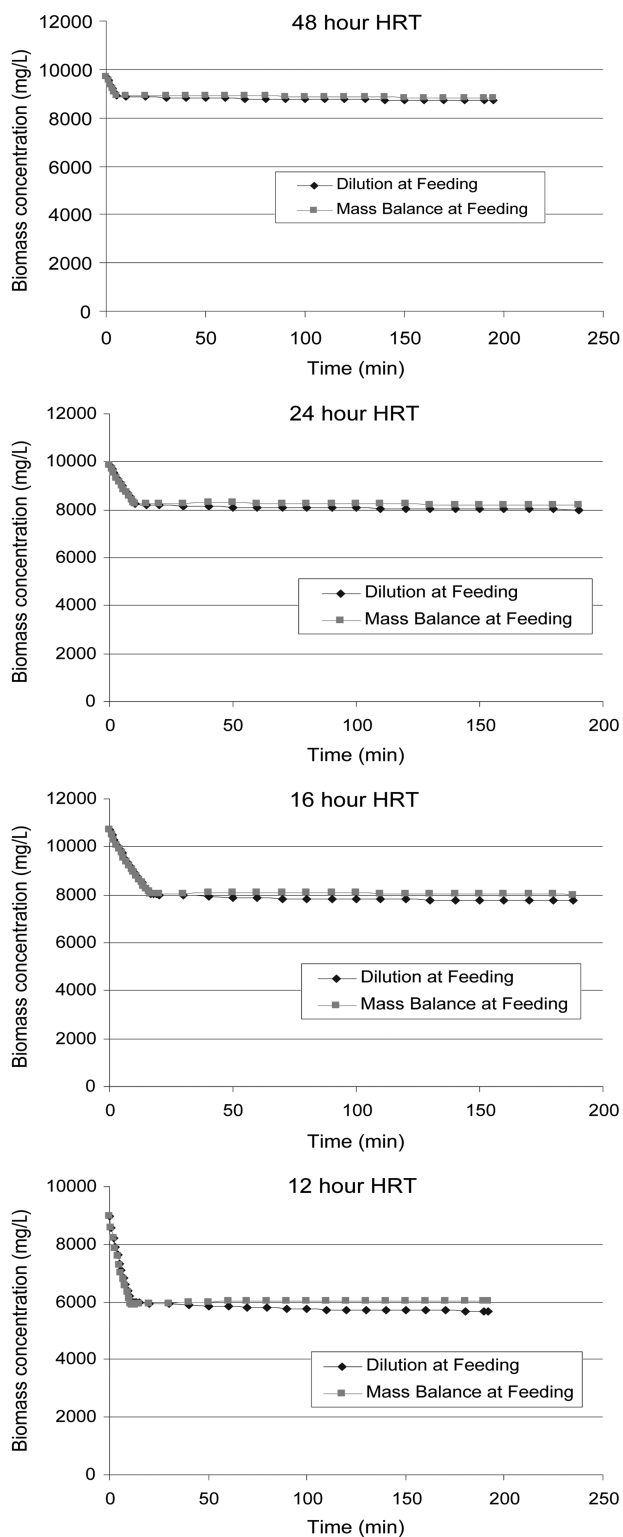 48 hour HRT
Biomass concentration (mg/L)
12000
10000
8000
6000
4000
2000
0
Dilution at Feeding
Mass Balance at Feeding
0 50 100 150 200 250
Time (min)
24 hour HRT
Biomass concentration (mg/L)
12000
10000
8000
6000
4000
2000
0
Dilution at Feeding
Mass Balance at Feeding
0 50 100 150 200
Time (min)
16 hour HRT
Biomass concentration (mg/L)
12000
10000
8000
6000
4000
2000
0
Dilution at Feeding
Mass Balance at Feeding
0 50 100 150 200
Time (min)
12 hour HRT
Biomass concentration (mg/L)
10000
8000
6000
4000
2000
0
Dilution at Feeding
Mass Balance at Feeding
0 50 100 150 200 250
Time (min)